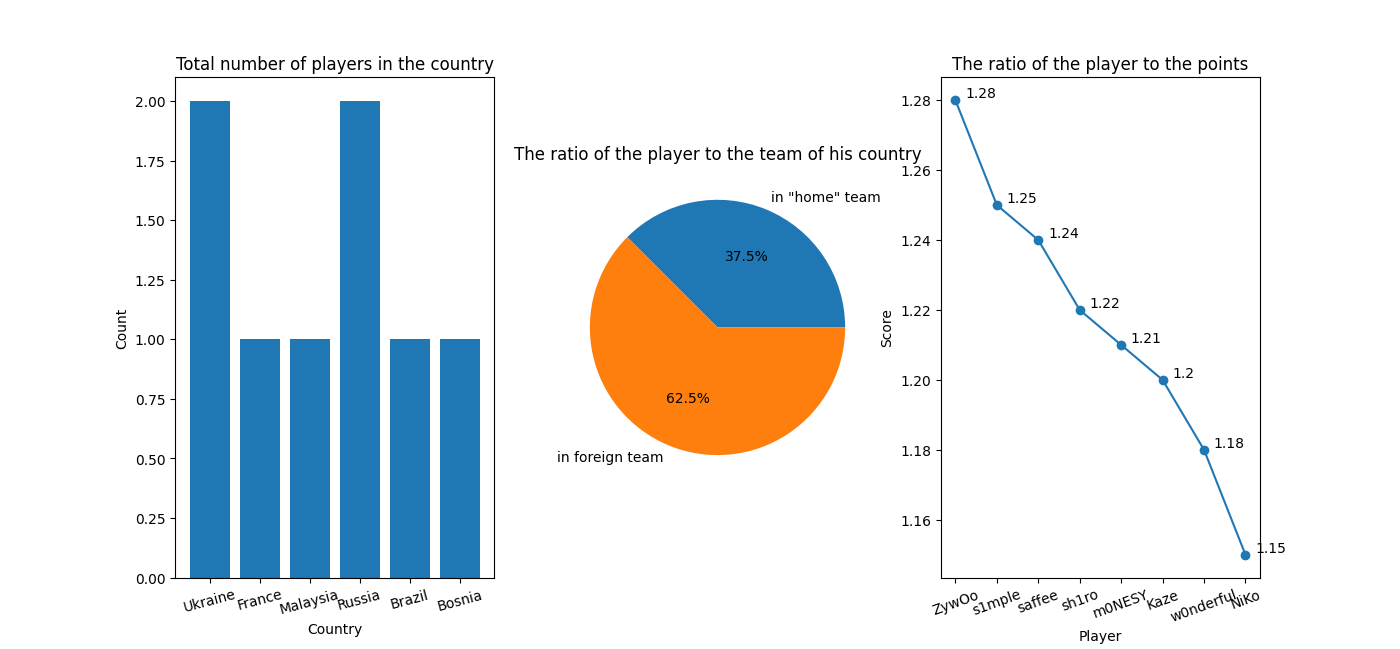 Total number of players in the country
2.00
1.75
1.50
1.25
1.00
0.75
0.50
0.25
0.00
Count
Ukraine
France
Malaysia
Russia
Brazil
Bosnia
Country
The ratio of the player to the team of his country
in "home" team
37.5%
62.5%
in foreign team
The ratio of the player to the points
1.28
1.26
1.24
1.22
1.20
1.18
1.16
Score
1.28
1.25
1.24
1.22
1.21
1.2
1.18
1.15
ZywOo
s1mple
saffee
sh1ro
m0NESY
Kaze
w0nderful
NiKo
Player